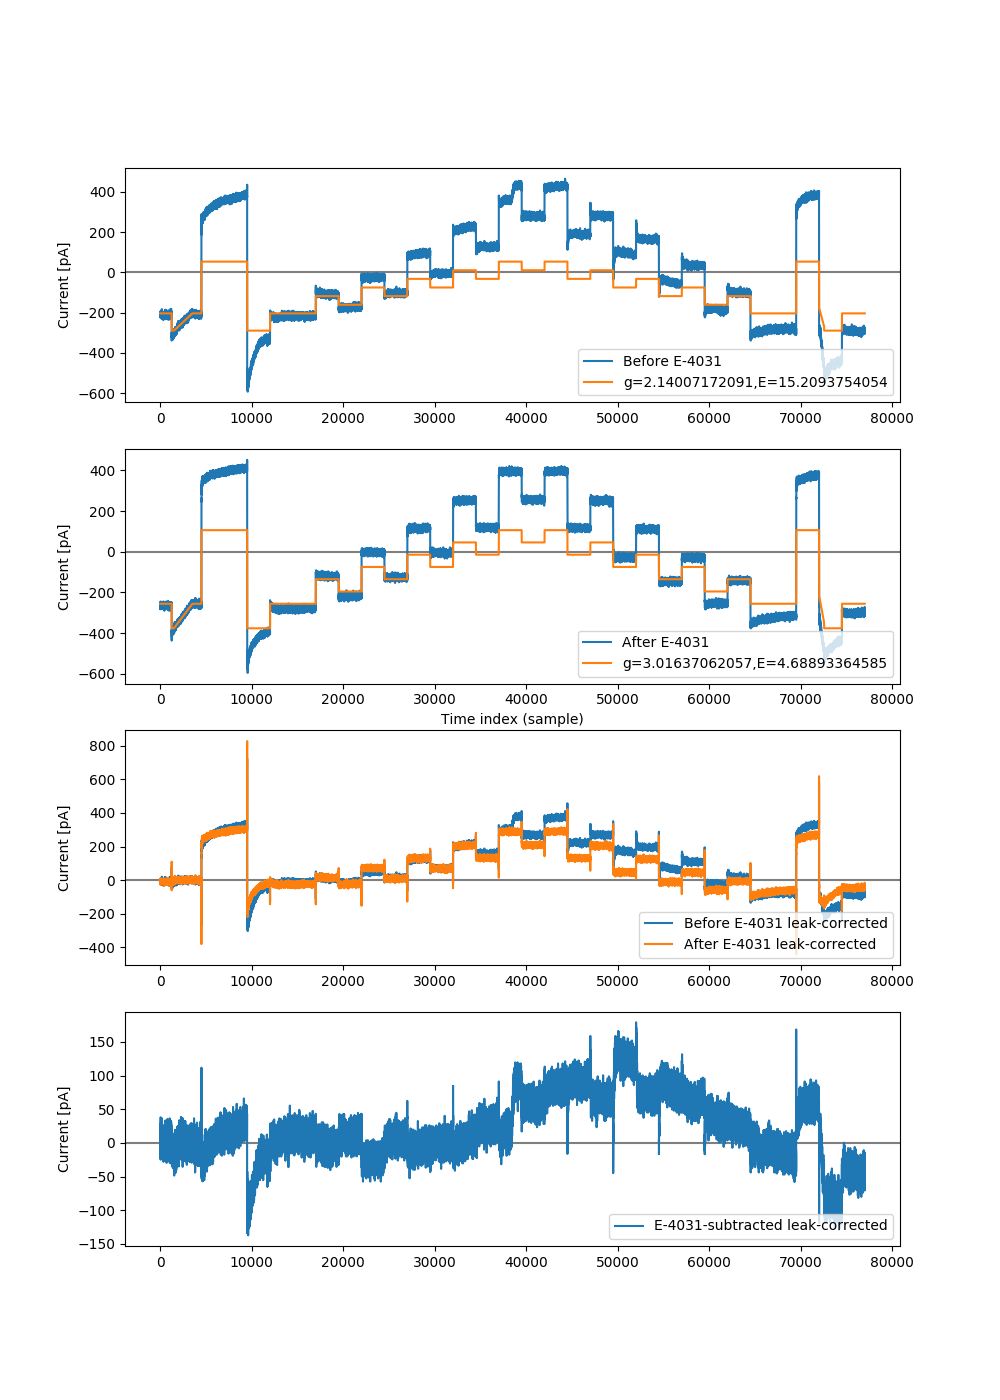 400
200
0
−200
−400
−600
Current [pA]
Before E-4031
g=2.14007172091,E=15.2093754054
0 10000 20000 30000 40000 50000 60000 70000 80000
400
200
0
−200
−400
−600
Current [pA]
After E-4031
g=3.01637062057,E=4.68893364585
0 10000 20000 30000 40000 50000 60000 70000 80000
Time index (sample)
800
600
400
200
0
−200
−400
Current [pA]
Before E-4031 leak-corrected
After E-4031 leak-corrected
0 10000 20000 30000 40000 50000 60000 70000 80000
150
100
50
0
−50
−100
−150
Current [pA]
E-4031-subtracted leak-corrected
0 10000 20000 30000 40000 50000 60000 70000 80000